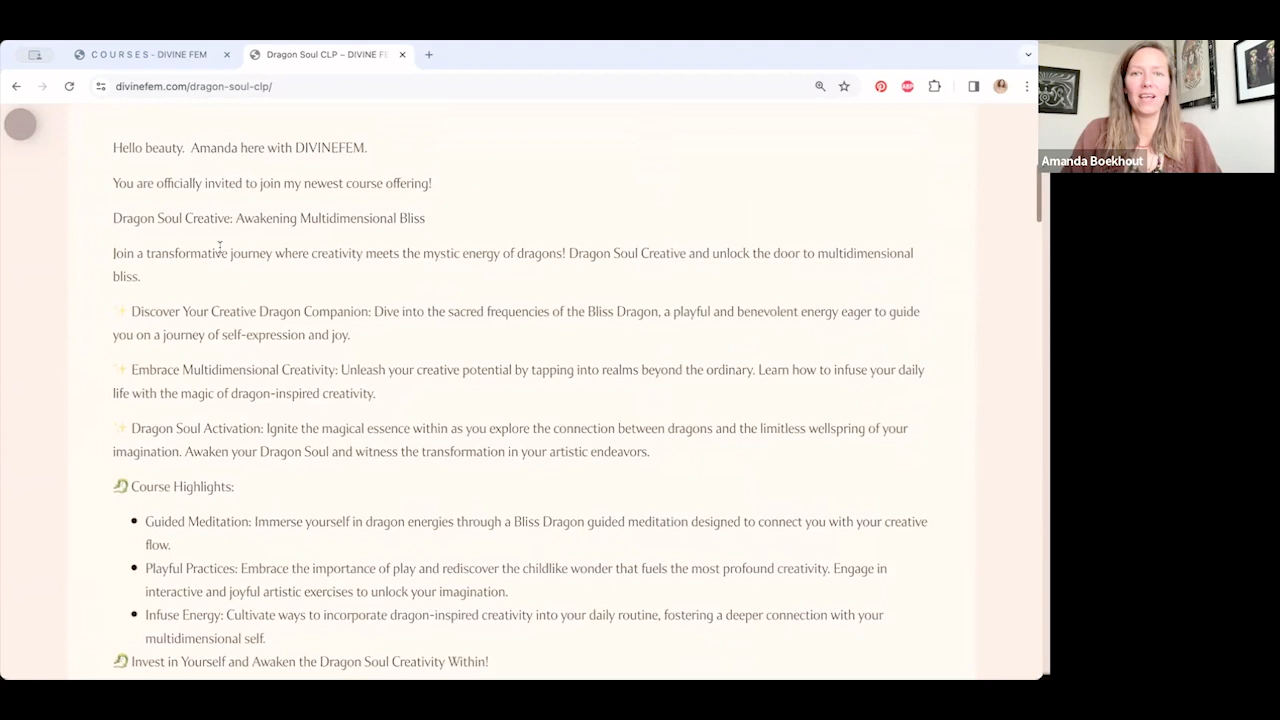 C O U R S E S - DIVINE FEM
Dragon Soul CLP – DIVINE FE
divinefem.com/dragon-soul-clp/
Amanda Boekhout
Hello beauty.  Amanda here with DIVINEFEM.
You are officially invited to join my newest course offering!
Dragon Soul Creative: Awakening Multidimensional Bliss
Join a transformative journey where creativity meets the mystic energy of dragons! Dragon Soul Creative and unlock the door to multidimensional
bliss.
✨ Discover Your Creative Dragon Companion: Dive into the sacred frequencies of the Bliss Dragon, a playful and benevolent energy eager to guide
you on a journey of self-expression and joy.
✨ Embrace Multidimensional Creativity: Unleash your creative potential by tapping into realms beyond the ordinary. Learn how to infuse your daily
life with the magic of dragon-inspired creativity.
✨ Dragon Soul Activation: Ignite the magical essence within as you explore the connection between dragons and the limitless wellspring of your
imagination. Awaken your Dragon Soul and witness the transformation in your artistic endeavors.
🐉 Course Highlights:
• Guided Meditation: Immerse yourself in dragon energies through a Bliss Dragon guided meditation designed to connect you with your creative
flow.
• Playful Practices: Embrace the importance of play and rediscover the childlike wonder that fuels the most profound creativity. Engage in
interactive and joyful artistic exercises to unlock your imagination.
• Infuse Energy: Cultivate ways to incorporate dragon-inspired creativity into your daily routine, fostering a deeper connection with your
multidimensional self.
🐉 Invest in Yourself and Awaken the Dragon Soul Creativity Within!